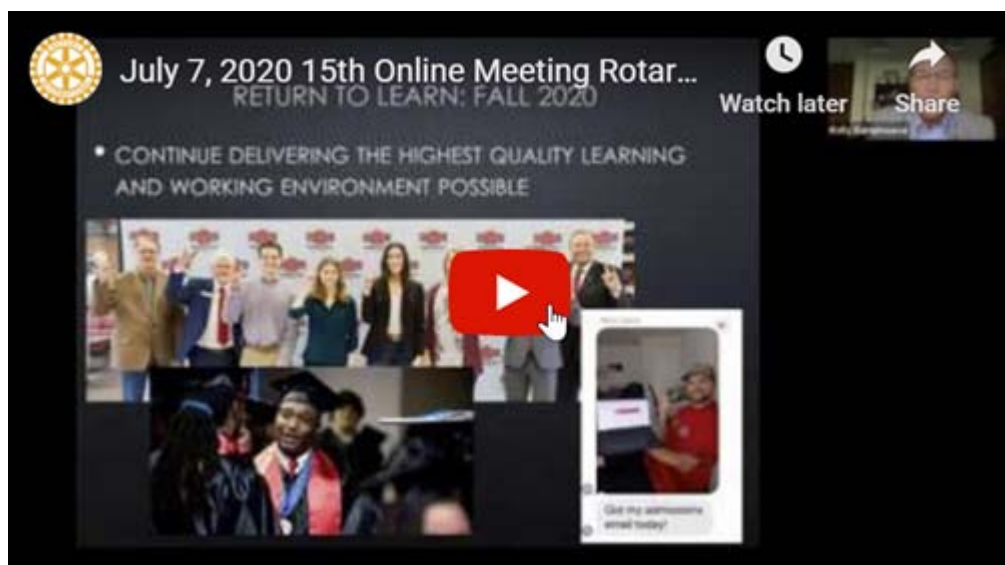 July 7, 2020 15th Online Meeting Rotar...
Watch later
Share
RETURN TO LEARN: FALL 2020
• CONTINUE DELIVERING THE HIGHEST QUALITY LEARNING
AND WORKING ENVIRONMENT POSSIBLE
Got my admissions
email today!